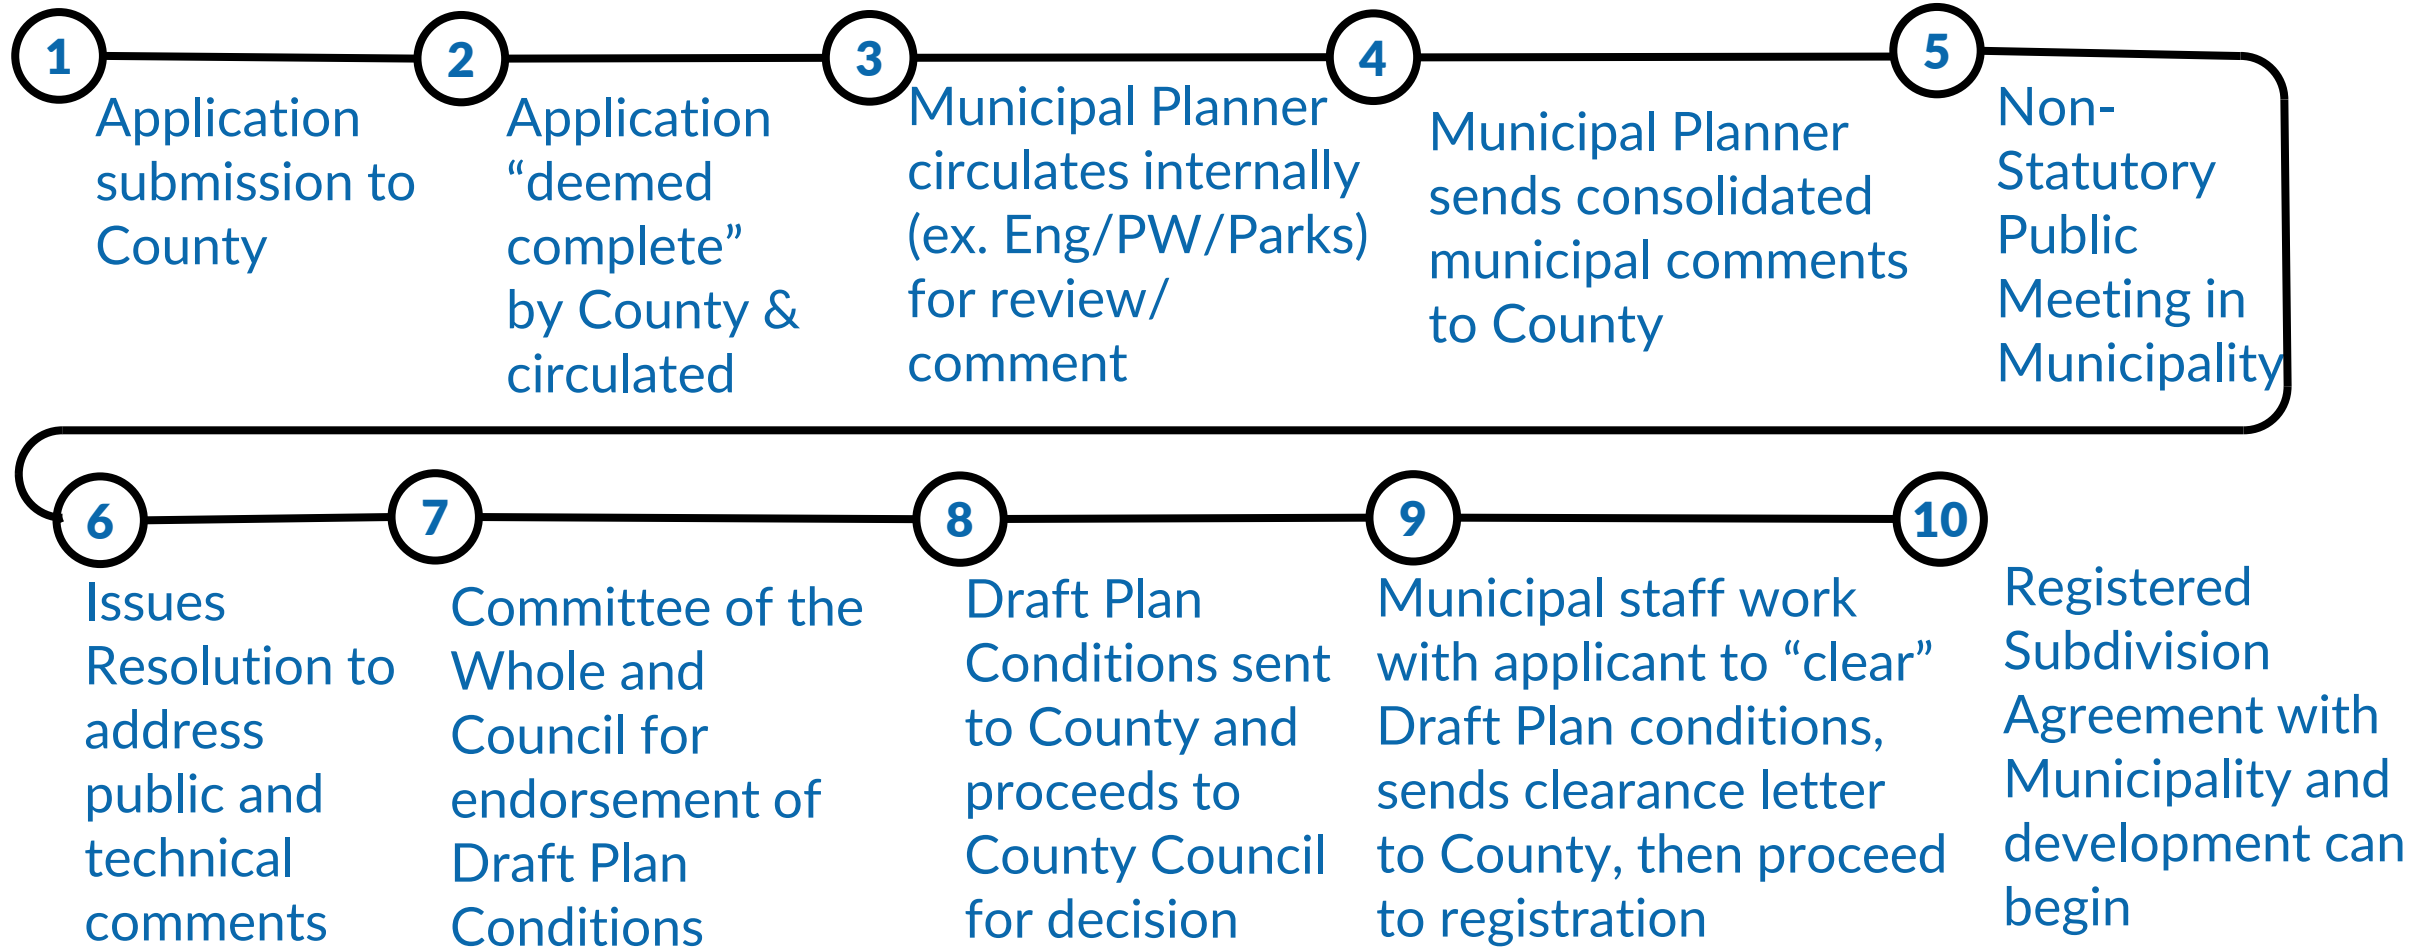 1
Application
submission to
County
2
Application
“deemed
complete”
by County &
circulated
3
Municipal Planner
circulates internally
(ex. Eng/PW/Parks)
for review/
comment
4
Municipal Planner
sends consolidated
municipal comments
to County
5
Non-
Statutory
Public
Meeting in
Municipality
6
Issues
Resolution to
address
public and
technical
comments
7
Committee of the
Whole and
Council for
endorsement of
Draft Plan
Conditions
8
Draft Plan
Conditions sent
to County and
proceeds to
County Council
for decision
9
Municipal staff work
with applicant to “clear”
Draft Plan conditions,
sends clearance letter
to County, then proceed
to registration
10
Registered
Subdivision
Agreement with
Municipality and
development can
begin